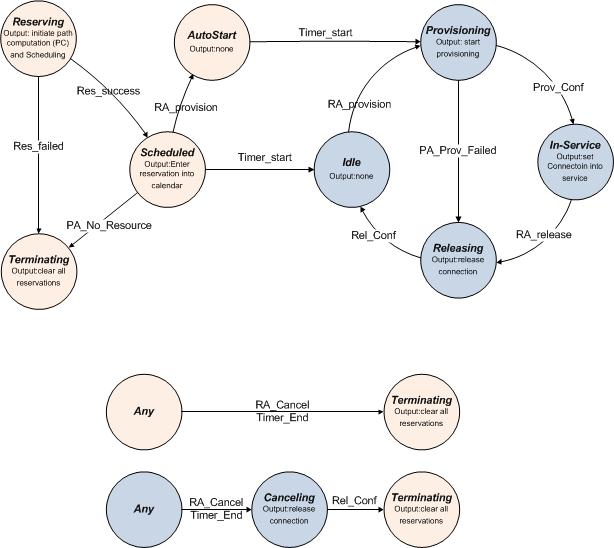 Reserving
Output: initiate path
computation (PC)
and Scheduling
AutoStart
Output:none
Timer_start
Provisioning
Output: start
provisioning
Res_success
RA_provision
RA_provision
Prov_Conf
Res_failed
Scheduled
Output:Enter
reservation into
calendar
Timer_start
Idle
Output:none
PA_Prov_Failed
In-Service
Output:set
Connectoin into
service
PA_No_Resource
Rel_Conf
RA_release
Terminating
Output:clear all
reservations
Releasing
Output:release
connection
Any
RA_Cancel
Timer_End
Terminating
Output:clear all
reservations
Any
RA_Cancel
Timer_End
Canceling
Output:release
connection
Rel_Conf
Terminating
Output:clear all
reservations